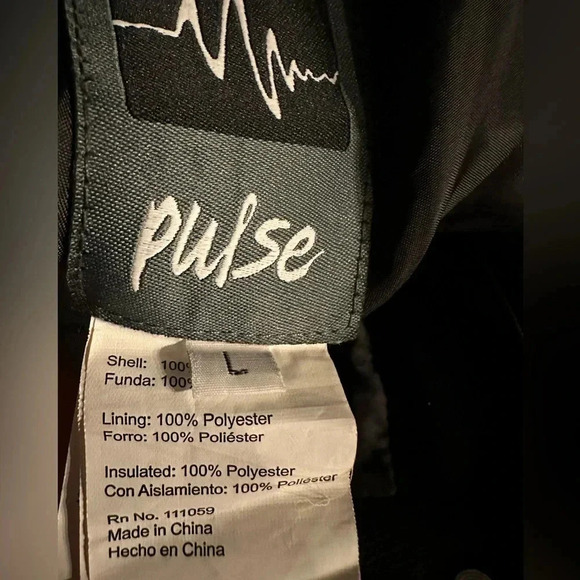 pulse
L
Shell: 100%
Funda: 100%
Lining: 100% Polyester
Forro: 100% Poliéster
Insulated: 100% Polyester
Con Aislamiento: 100% Poliéster
Rn No. 111059
Made in China
Hecho en China